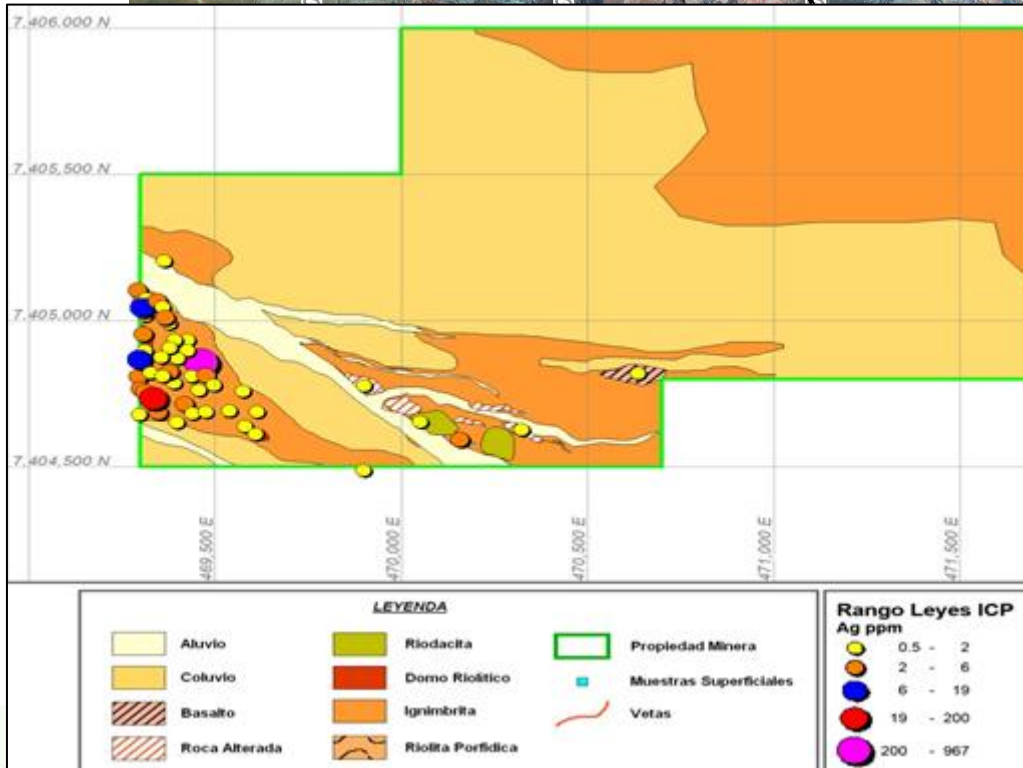 7,406,000 N
7,405,500 N
7,405,000 N
7,404,500 N
469,500 E
470,000 E
470,500 E
471,000 E
471,500 E
LEYENDA
Aluvio
Coluvio
Basalto
Roca Alterada
Riodacita
Domo Riolitico
Ignimbrita
Riolita Porfidica
Propiedad Minera
Muestras Superficiales
Vetas
Rango Leyes ICP
Ag ppm
0.5 - 2
2 - 6
6 - 19
19 - 200
200 - 967